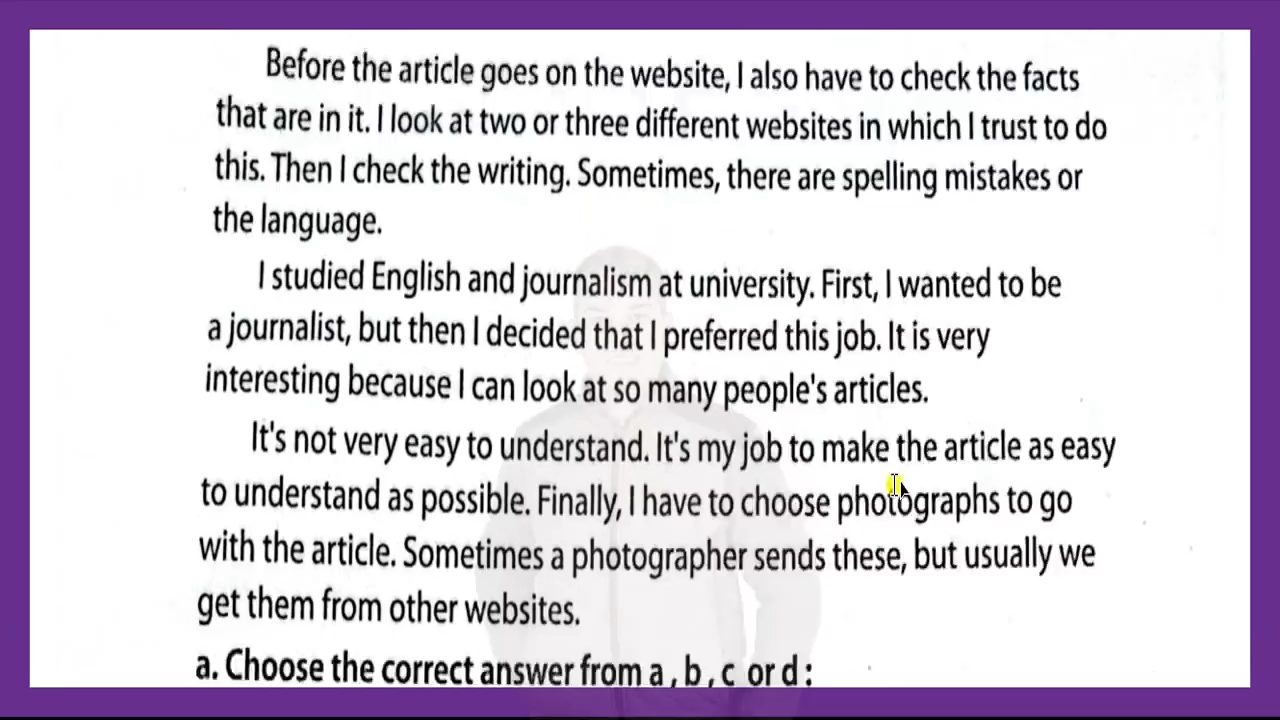 Before the article goes on the website, I also have to check the facts
that are in it. I look at two or three different websites in which I trust to do
this. Then I check the writing. Sometimes, there are spelling mistakes or
the language.
I studied English and journalism at university. First, I wanted to be
a journalist, but then I decided that I preferred this job. It is very
interesting because I can look at so many people's articles.
It's not very easy to understand. It's my job to make the article as easy
to understand as possible. Finally, I have to choose photographs to go
with the article. Sometimes a photographer sends these, but usually we
get them from other websites.
a. Choose the correct answer from a , b , c or d :